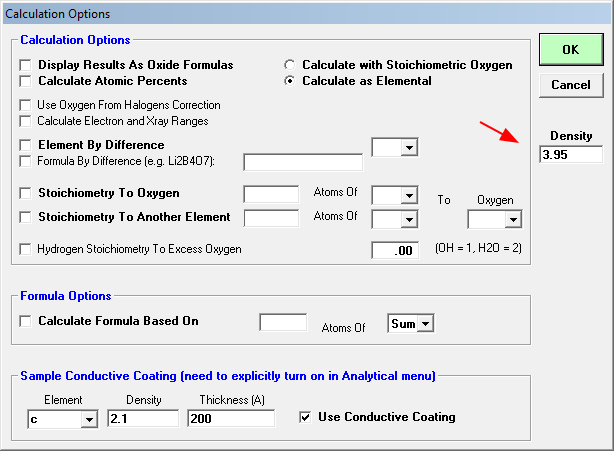 Calculation Options
Calculation Options
Display Results As Oxide Formulas
Calculate with Stoichiometric Oxygen
Calculate Atomic Percents
Calculate as Elemental
Use Oxygen From Halogens Correction
Calculate Electron and Xray Ranges
Element By Difference
Formula By Difference (e.g. Li2B4O7):
Stoichiometry To Oxygen
Atoms Of
To
Oxygen
Stoichiometry To Another Element
Atoms Of
Hydrogen Stoichiometry To Excess Oxygen
.00
(OH = 1, H2O = 2)
OK
Cancel
Density
3.95
Formula Options
Calculate Formula Based On
Atoms Of
Sum
Sample Conductive Coating (need to explicitly turn on in Analytical menu)
Element
Density
Thickness (A)
c
2.1
200
Use Conductive Coating